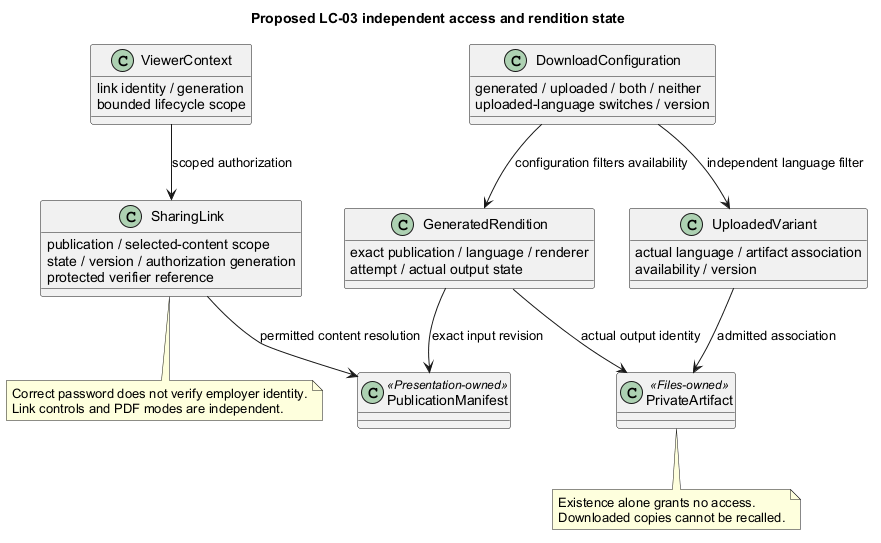 Proposed LC-03 independent access and rendition state
C ViewerContext
link identity / generation
bounded lifecycle scope
C DownloadConfiguration
generated / uploaded / both / neither
uploaded-language switches / version
scoped authorization
configuration filters availability
independent language filter
C SharingLink
publication / selected-content scope
state / version / authorization generation
protected verifier reference
C GeneratedRendition
exact publication / language / renderer
attempt / actual output state
C UploadedVariant
actual language / artifact association
availability / version
permitted content resolution
exact input revision
actual output identity
admitted association
Correct password does not verify employer identity.
Link controls and PDF modes are independent.
C «Presentation-owned»
PublicationManifest
C «Files-owned»
PrivateArtifact
Existence alone grants no access.
Downloaded copies cannot be recalled.